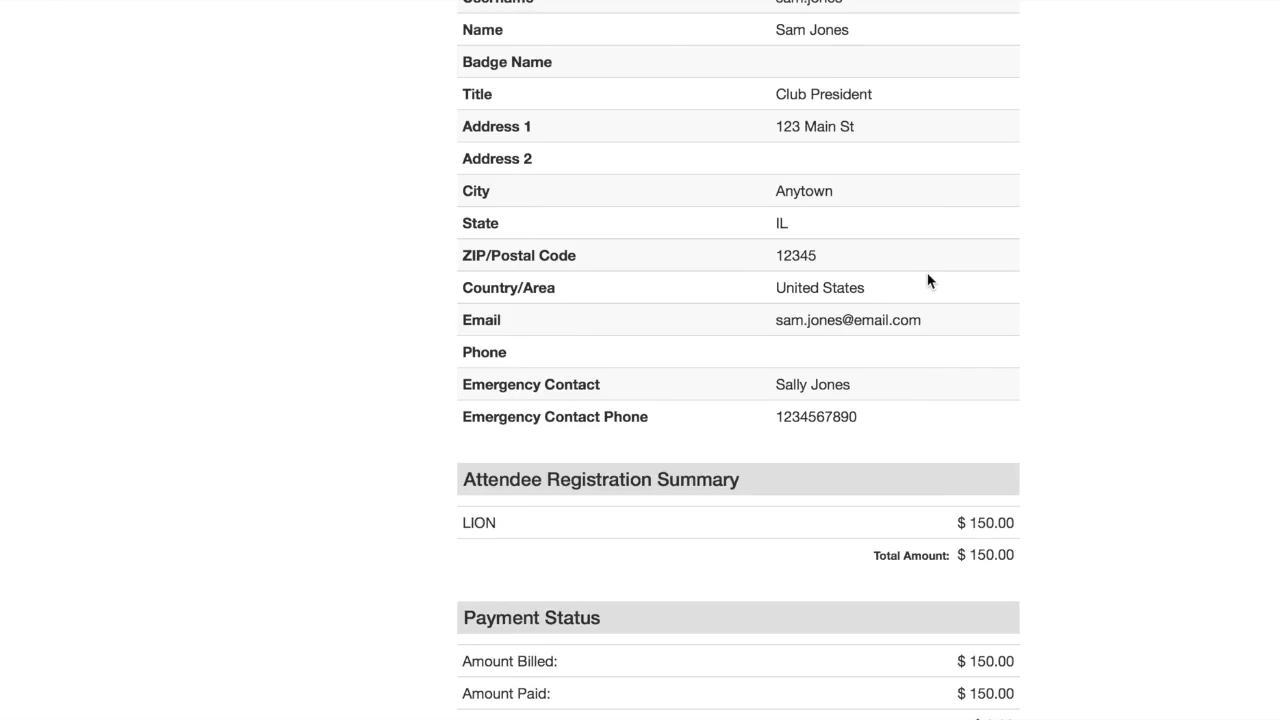 Username sam.jones
Name Sam Jones
Badge Name
Title Club President
Address 1 123 Main St
Address 2
City Anytown
State IL
ZIP/Postal Code 12345
Country/Area United States
Email sam.jones@email.com
Phone
Emergency Contact Sally Jones
Emergency Contact Phone 1234567890
Attendee Registration Summary
LION $ 150.00
Total Amount: $ 150.00
Payment Status
Amount Billed: $ 150.00
Amount Paid: $ 150.00